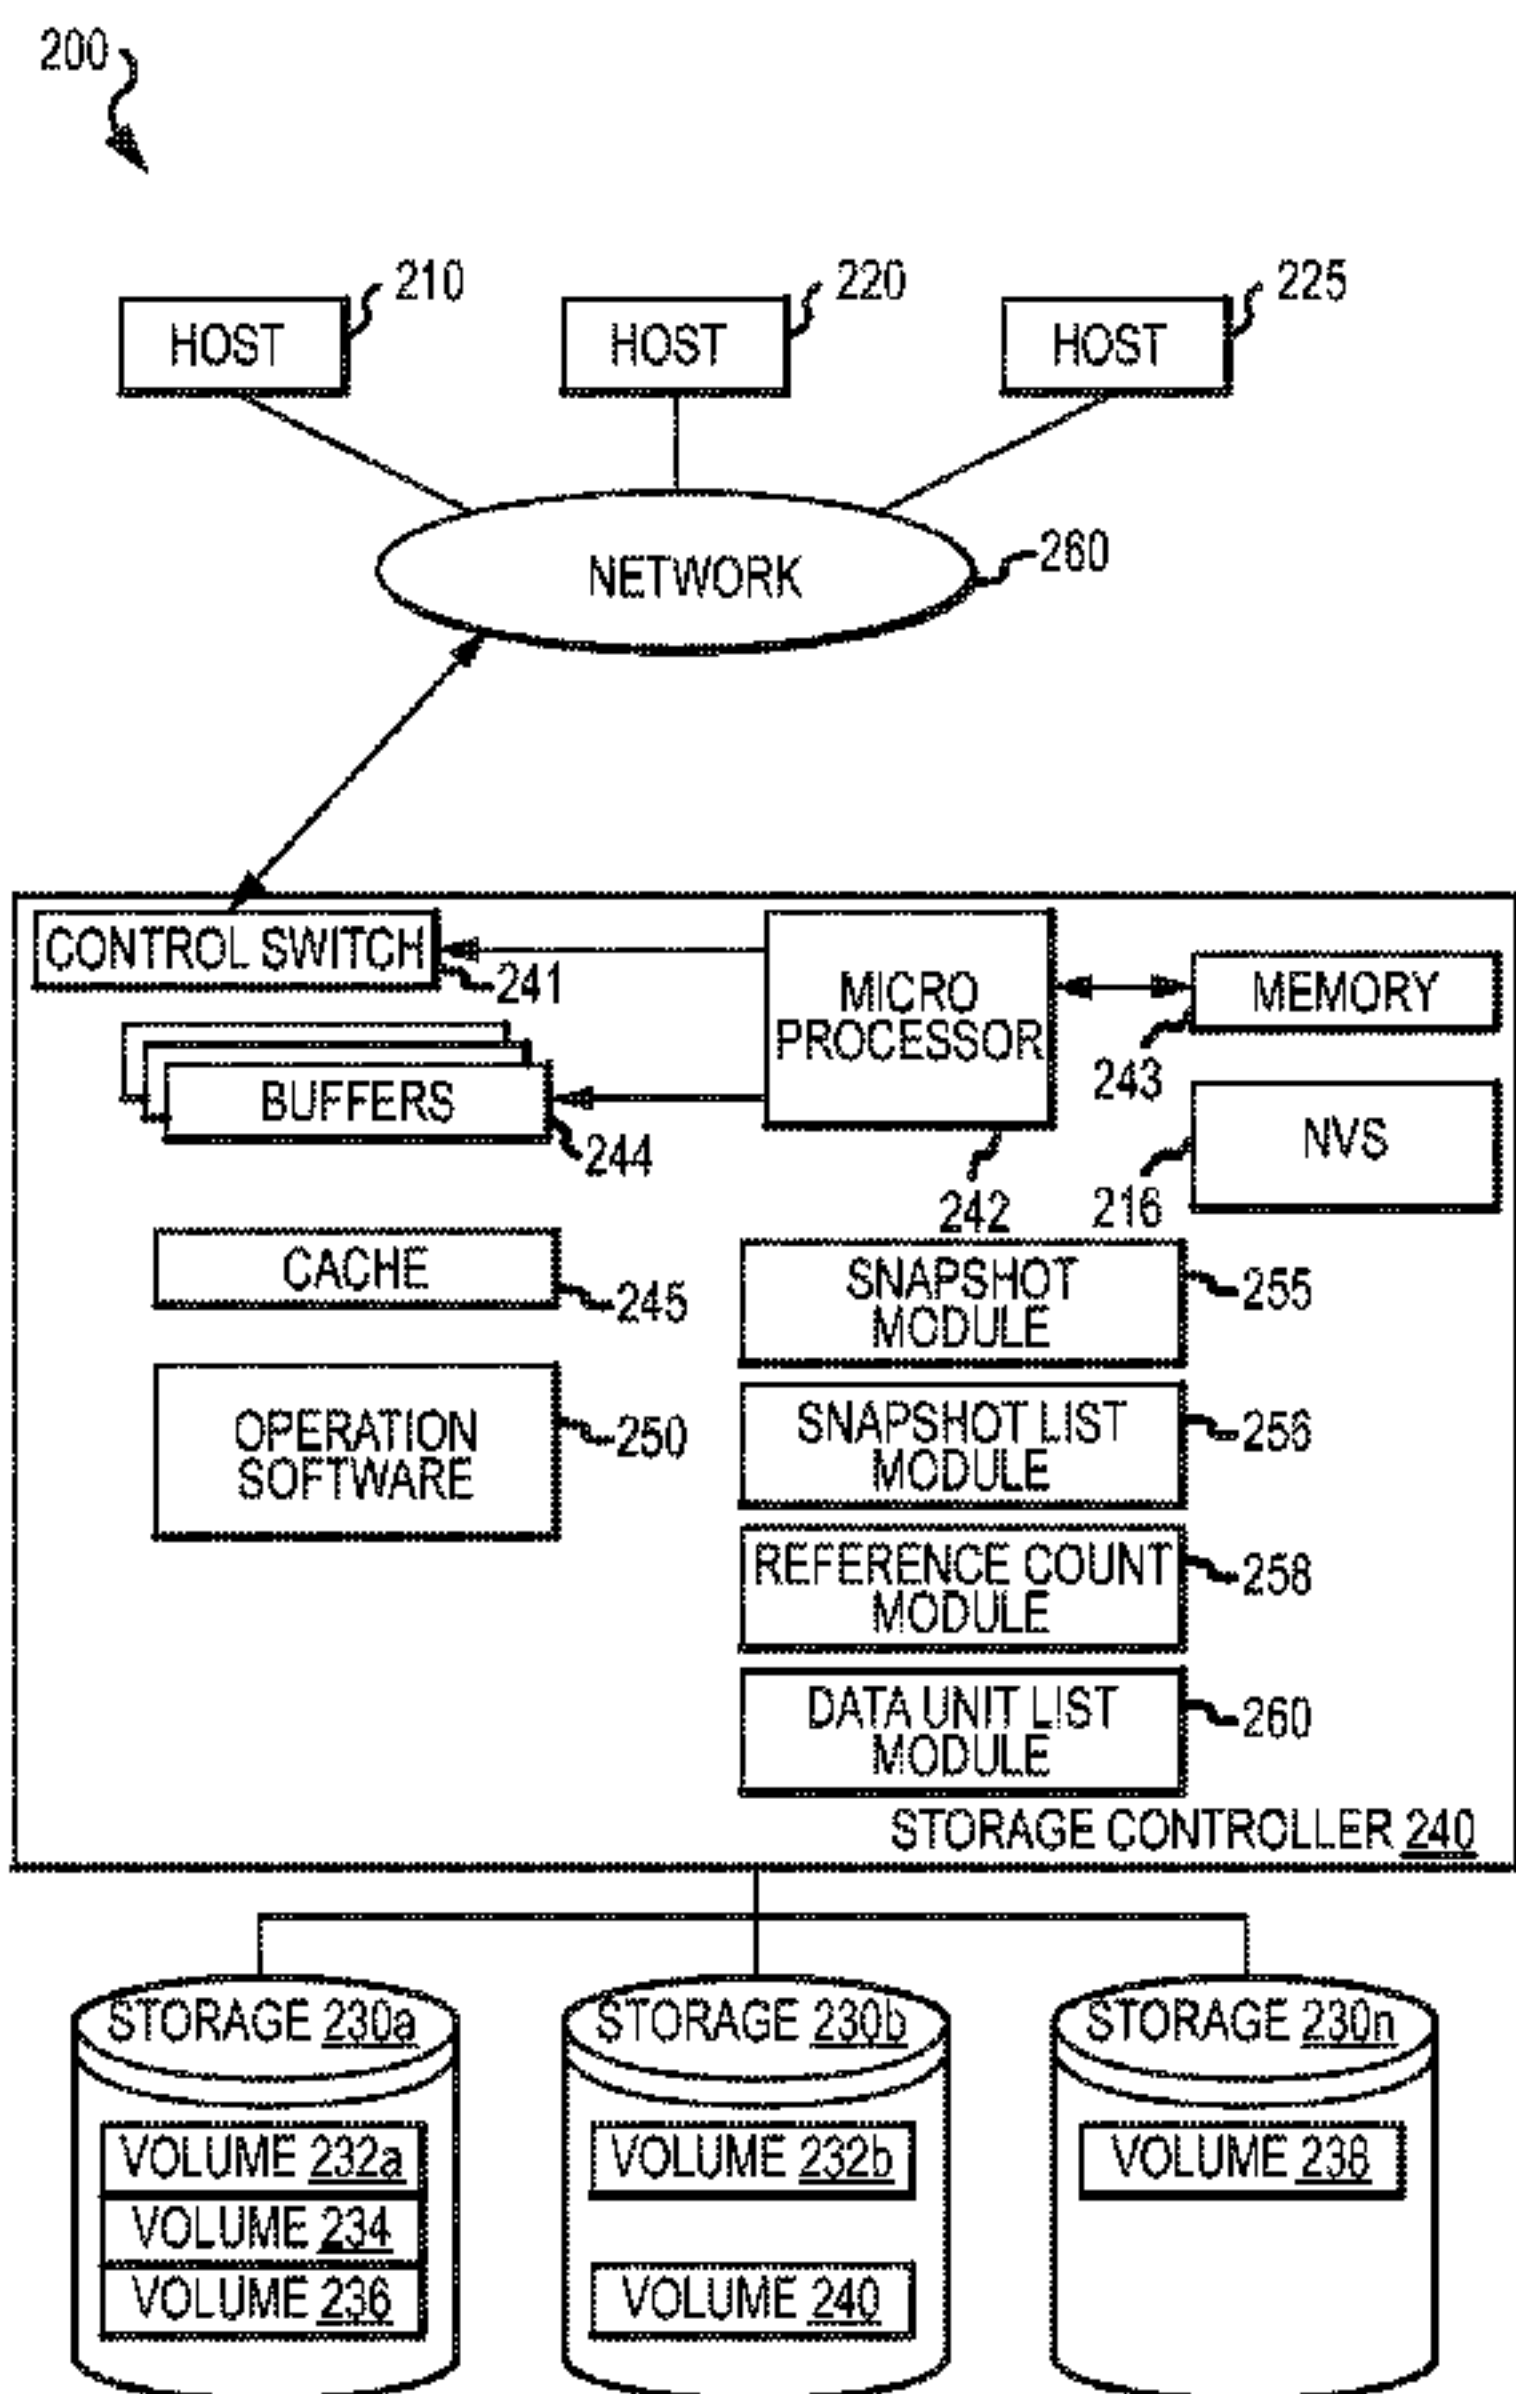 200
210
220
225
HOST
HOST
HOST
NETWORK
260
CONTROL SWITCH
241
MICRO
PROCESSOR
MEMORY
243
BUFFERS
244
NVS
242
216
CACHE
245
SNAPSHOT
MODULE
255
OPERATION
SOFTWARE
250
SNAPSHOT LIST
MODULE
256
REFERENCE COUNT
MODULE
258
DATA UNIT LIST
MODULE
260
STORAGE CONTROLLER 240
STORAGE 230a
STORAGE 230b
STORAGE 230n
VOLUME 232a
VOLUME 234
VOLUME 236
VOLUME 232b
VOLUME 240
VOLUME 238